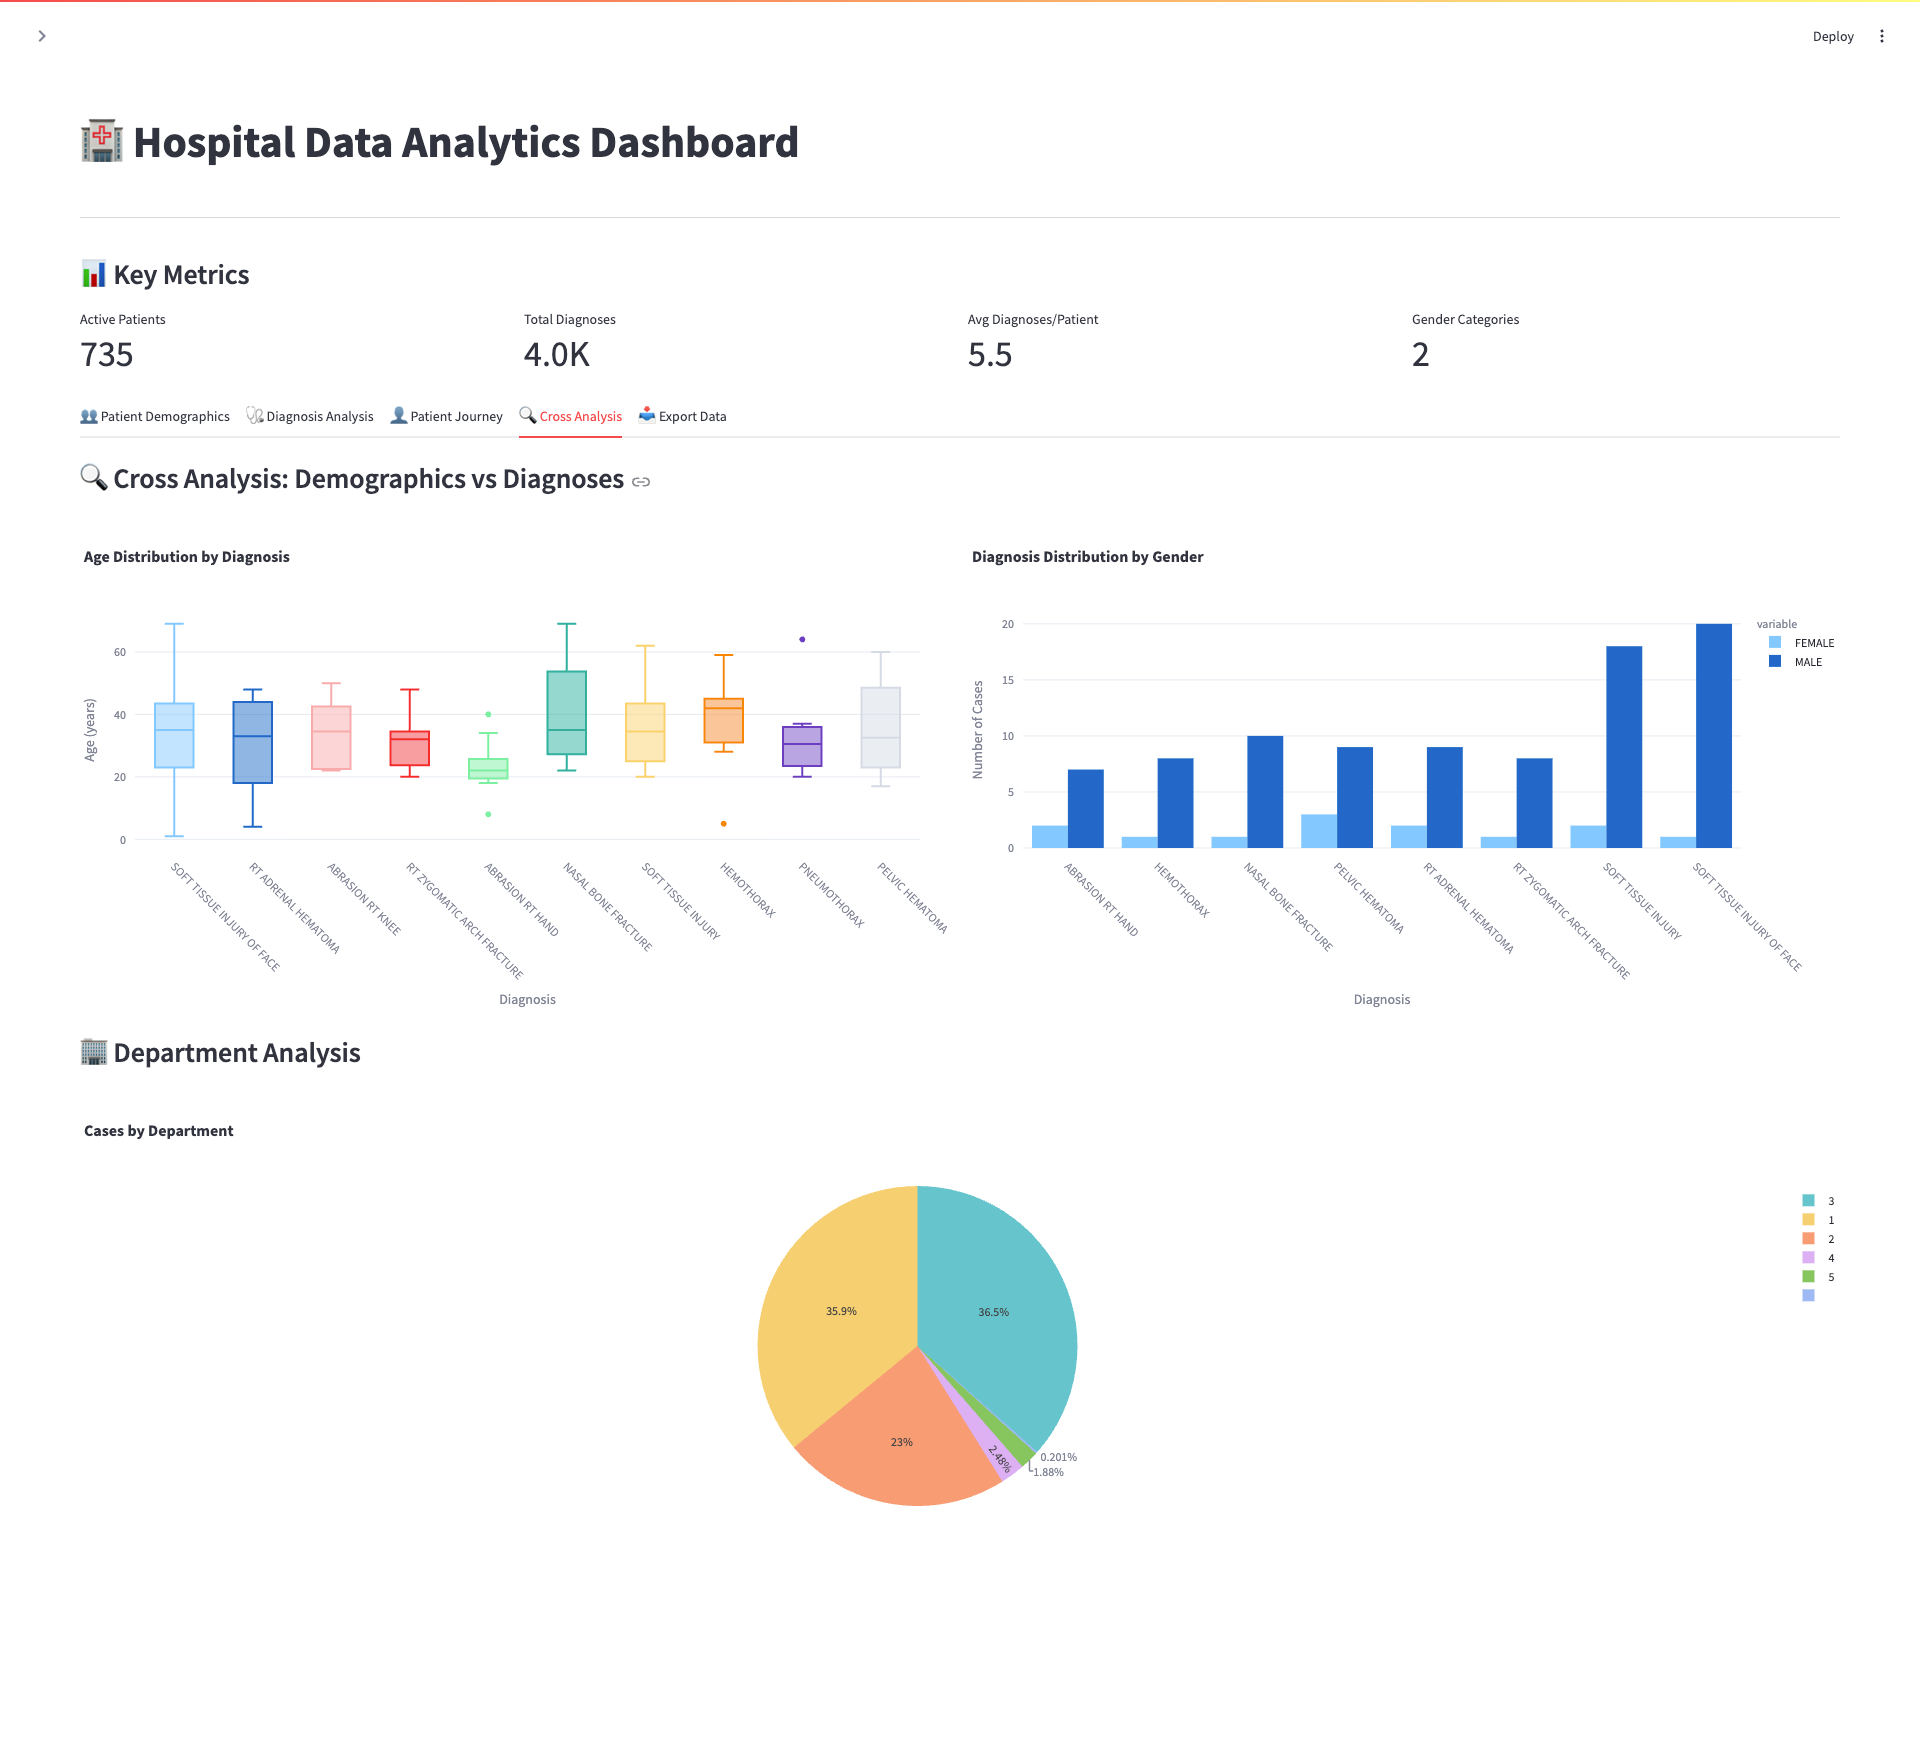 Deploy
Hospital Data Analytics Dashboard
Key Metrics
Active Patients
735
Total Diagnoses
4.0K
Avg Diagnoses/Patient
5.5
Gender Categories
2
Patient Demographics
Diagnosis Analysis
Patient Journey
Cross Analysis
Export Data
Cross Analysis: Demographics vs Diagnoses
Age Distribution by Diagnosis
Age (years)
60
40
20
0
SOFT TISSUE INJURY OF FACE
RT ADRENAL HEMATOMA
ABRASION RT KNEE
RT ZYGOMATIC ARCH FRACTURE
ABRASION RT HAND
NASAL BONE FRACTURE
SOFT TISSUE INJURY
HEMOTHORAX
PNEUMOTHORAX
PELVIC HEMATOMA
Diagnosis
Diagnosis Distribution by Gender
Number of Cases
20
15
10
5
0
variable
FEMALE
MALE
ABRASION RT HAND
HEMOTHORAX
NASAL BONE FRACTURE
PELVIC HEMATOMA
RT ADRENAL HEMATOMA
RT ZYGOMATIC ARCH FRACTURE
SOFT TISSUE INJURY
SOFT TISSUE INJURY OF FACE
Diagnosis
Department Analysis
Cases by Department
35.9%
36.5%
23%
2.48%
0.201%
1.88%
3
1
2
4
5